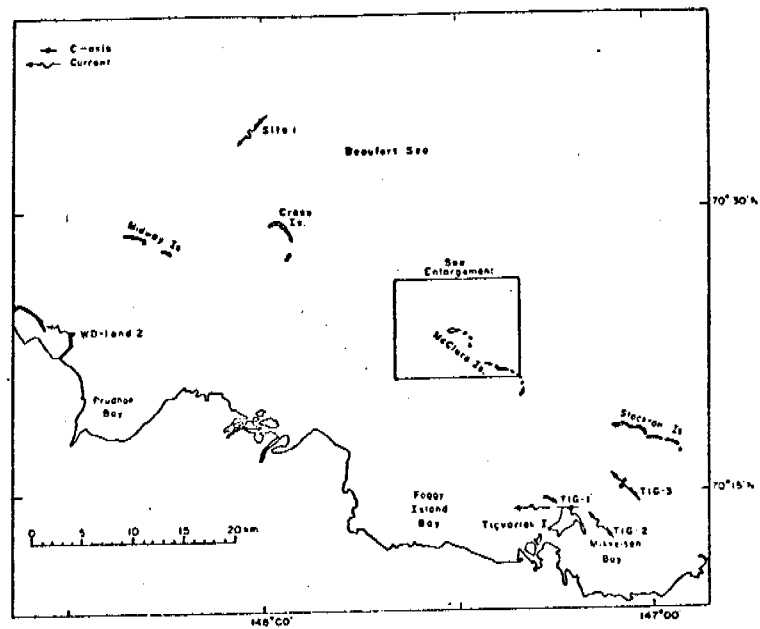 C-axis
Current
Site 1
Beaufort Sea
70° 30' N
Cross
Is.
Midway Is
See
Enlargement
McClure Is.
WD-1and 2
Prudhoe
Bay
Stockton Is
TIG-3
70° 15' N
TIG-1
Foggy
Island
Bay
Tigvariak I.
TIG-2
Mikkelsen
Bay
0 5 10 15 20 km
148°00'
147°00'